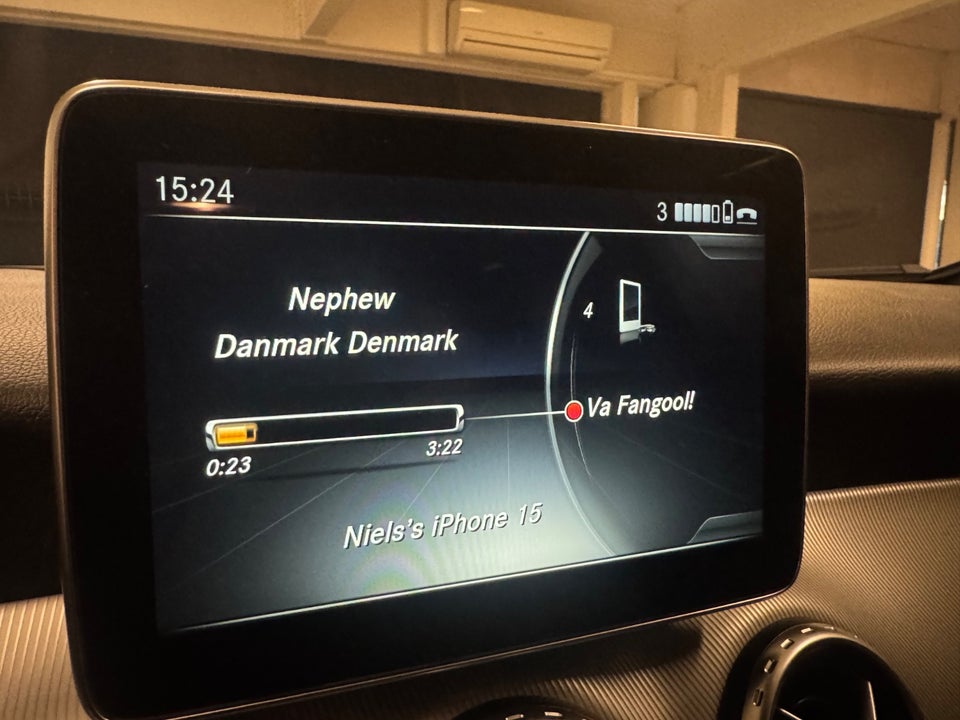 15:24
3
Nephew
Danmark Denmark
4
Va Fangool!
0:23
3:22
Niels's iPhone 15